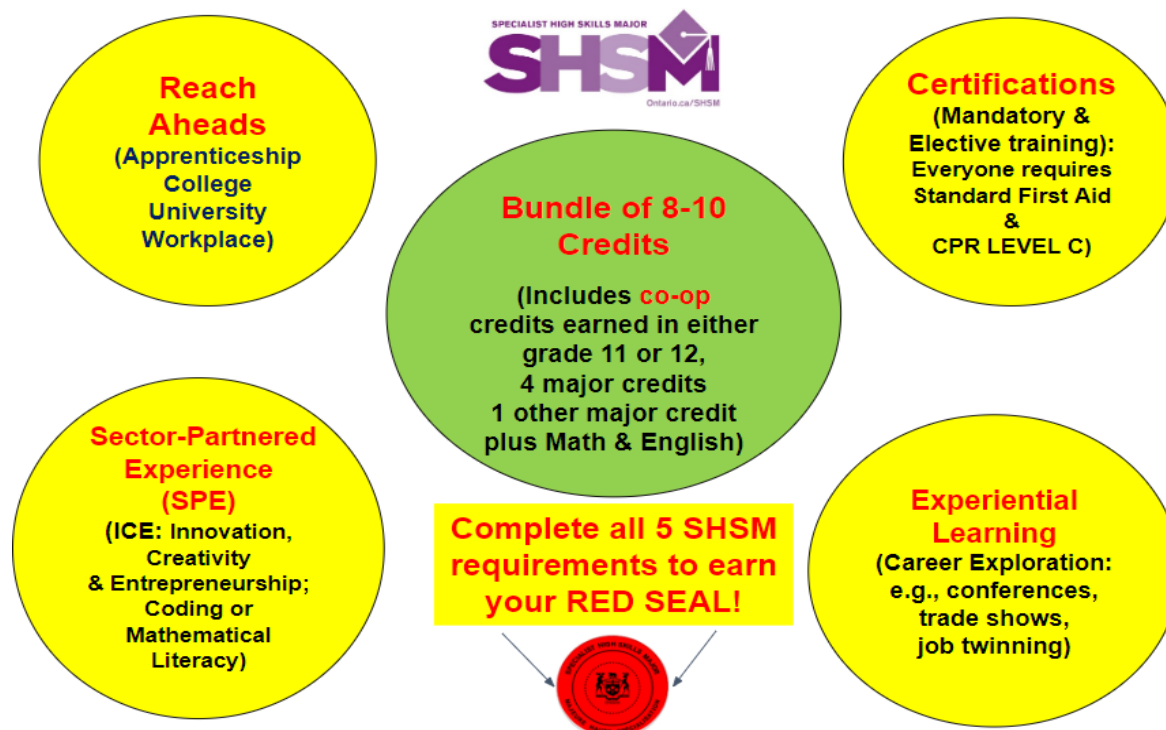 SPECIALIST HIGH SKILLS MAJOR
SHSM
Ontario.ca/SHSM
Reach
Aheads
(Apprenticeship
College
University
Workplace)
Certifications
(Mandatory &
Elective training):
Everyone requires
Standard First Aid
&
CPR LEVEL C)
Bundle of 8-10
Credits
(Includes co-op
credits earned in either
grade 11 or 12,
4 major credits
1 other major credit
plus Math & English)
Sector-Partnered
Experience
(SPE)
(ICE: Innovation,
Creativity
& Entrepreneurship;
Coding or
Mathematical
Literacy)
Experiential
Learning
(Career Exploration:
e.g., conferences,
trade shows,
job twinning)
Complete all 5 SHSM
requirements to earn
your RED SEAL!
SPECIALIST HIGH SKILLS MAJOR